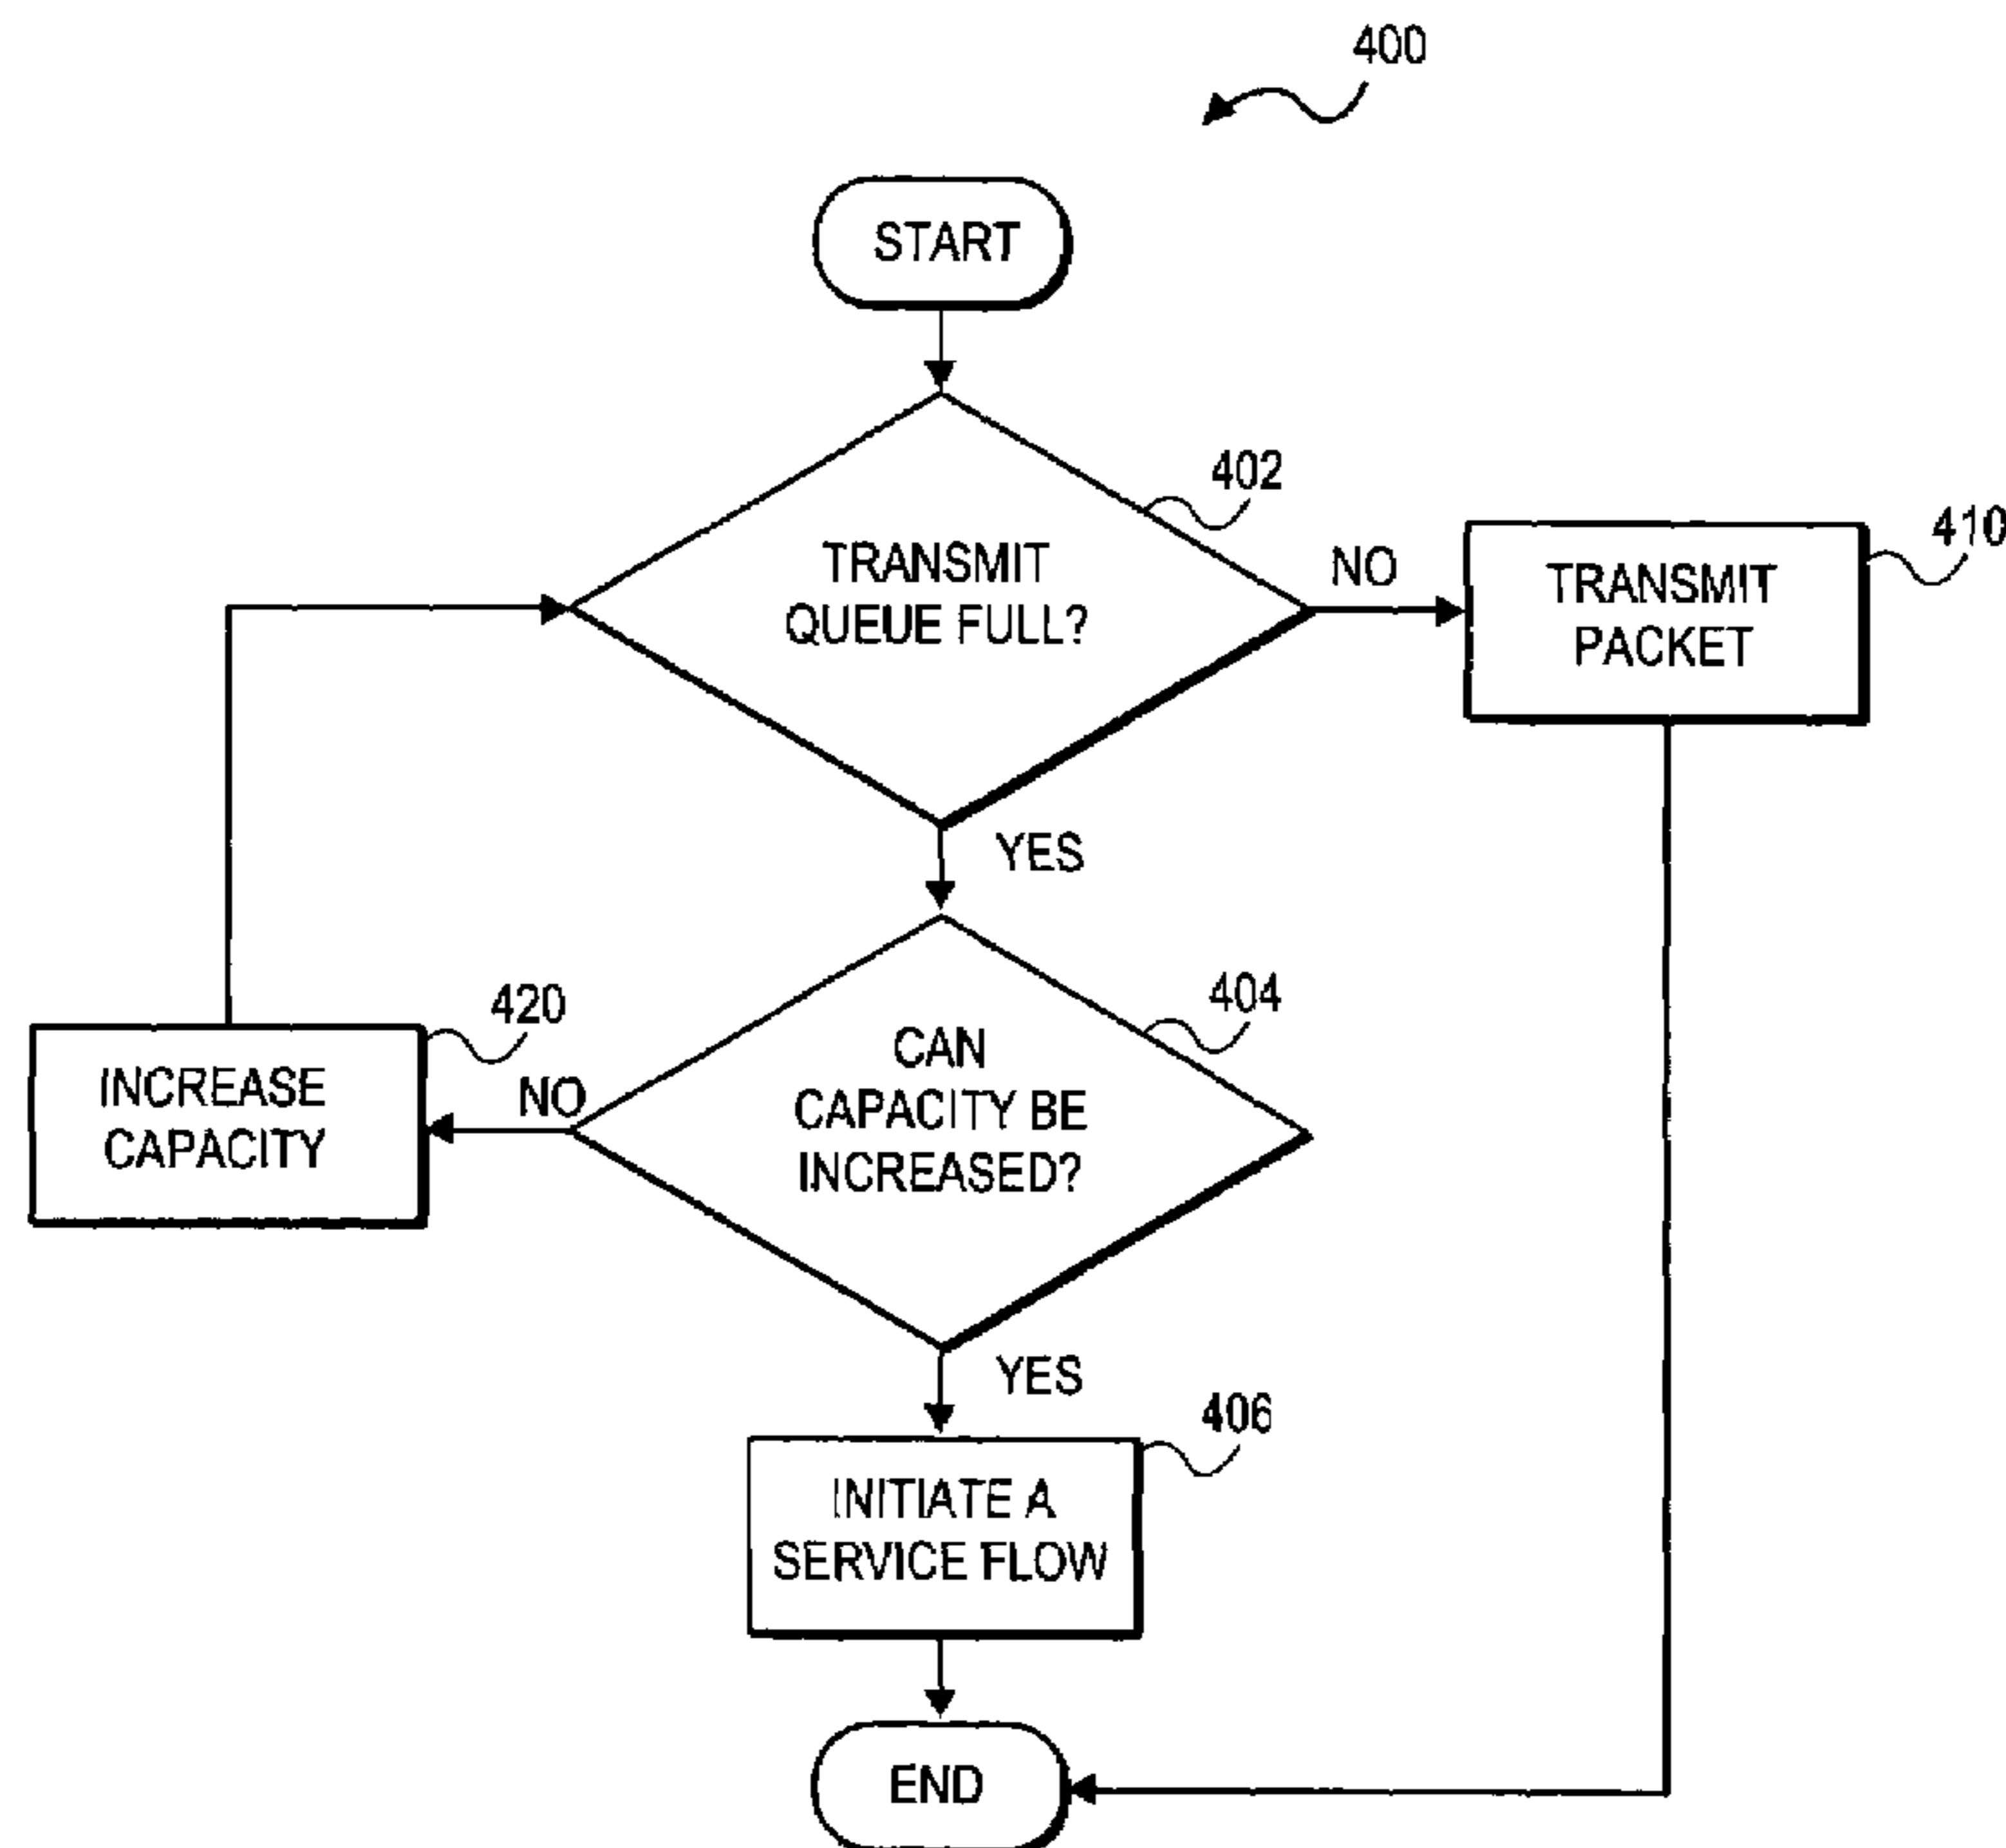 400
START
402
TRANSMIT
QUEUE FULL?
NO
410
TRANSMIT
PACKET
YES
404
CAN
CAPACITY BE
INCREASED?
NO
420
INCREASE
CAPACITY
YES
406
INITIATE A
SERVICE FLOW
END